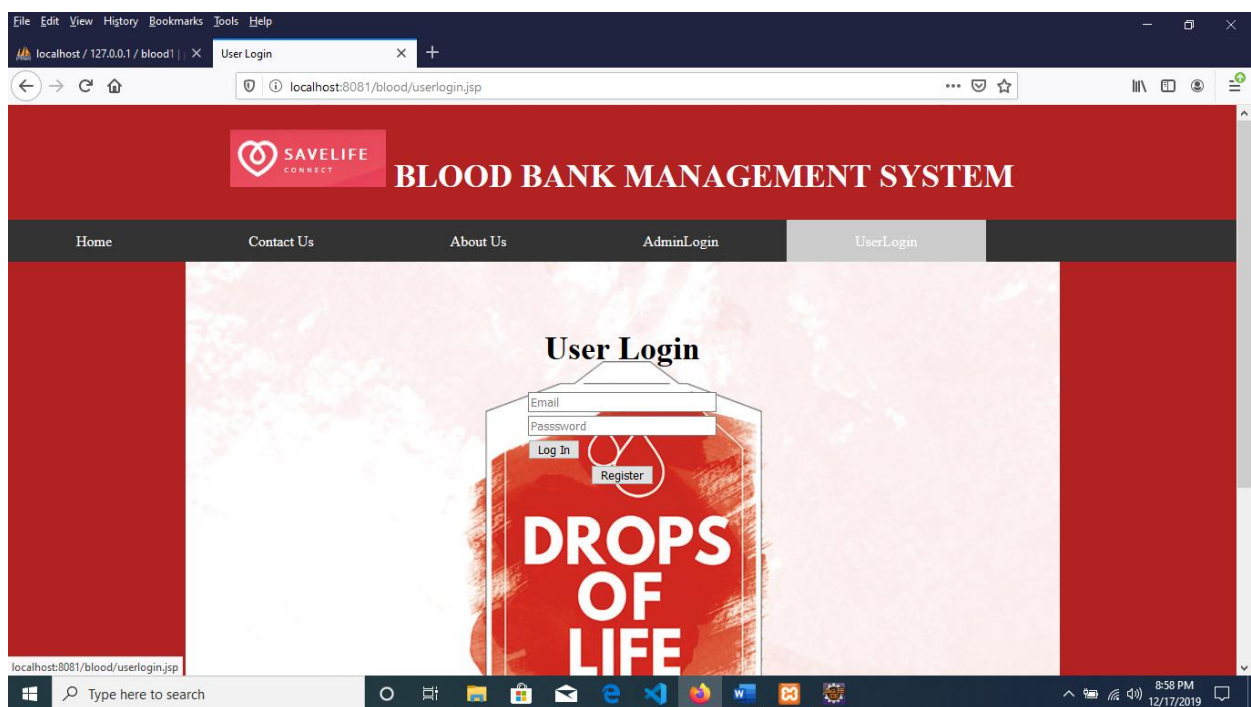 File Edit View History Bookmarks Tools Help
localhost / 127.0.0.1 / blood1 |
User Login
localhost:8081/blood/userlogin.jsp
SAVELIFE
CONNECT
BLOOD BANK MANAGEMENT SYSTEM
Home Contact Us About Us AdminLogin UserLogin
User Login
Email
Passsword
Log In
Register
DROPS
OF
LIFE
localhost:8081/blood/userlogin.jsp
Type here to search
8:58 PM
12/17/2019